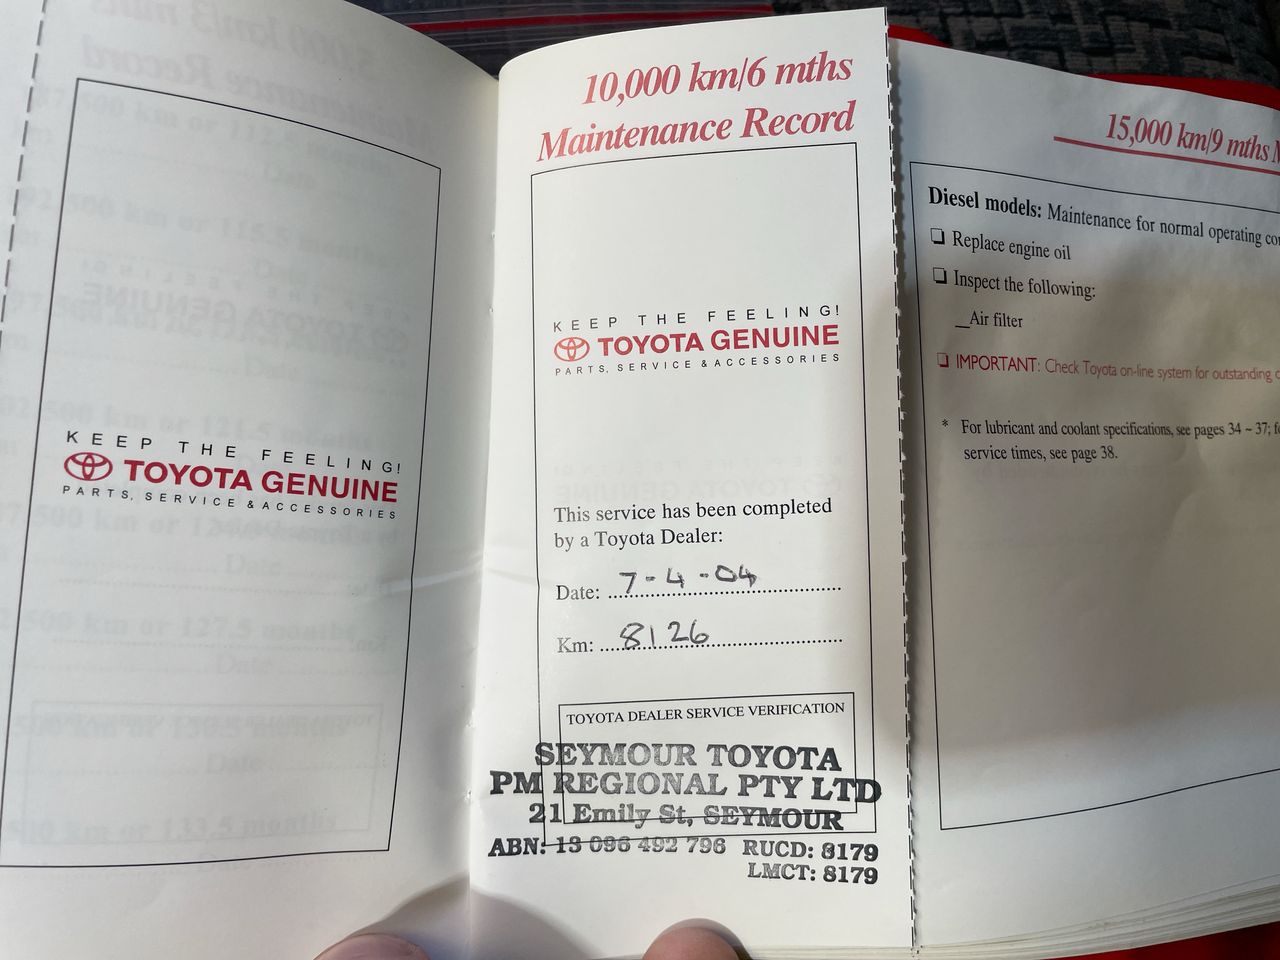 KEEP THE FEELING!
TOYOTA GENUINE
PARTS, SERVICE & ACCESSORIES
10,000 km/6 mths
Maintenance Record
KEEP THE FEELING!
TOYOTA GENUINE
PARTS, SERVICE & ACCESSORIES
This service has been completed
by a Toyota Dealer:
Date: 7-4-04
Km: 8126
TOYOTA DEALER SERVICE VERIFICATION
SEYMOUR TOYOTA
PM REGIONAL PTY LTD
21 Emily St, SEYMOUR
ABN: 13 096 492 796 RUCD: 8179
LMCT: 8179
15,000 km/9 mths
Diesel models: Maintenance for normal operating
❑ Replace engine oil
❑ Inspect the following:
__Air filter
❑ IMPORTANT: Check Toyota on-line system for outstanding
* For lubricant and coolant specifications, see pages 34 ~ 37;
service times, see page 38.